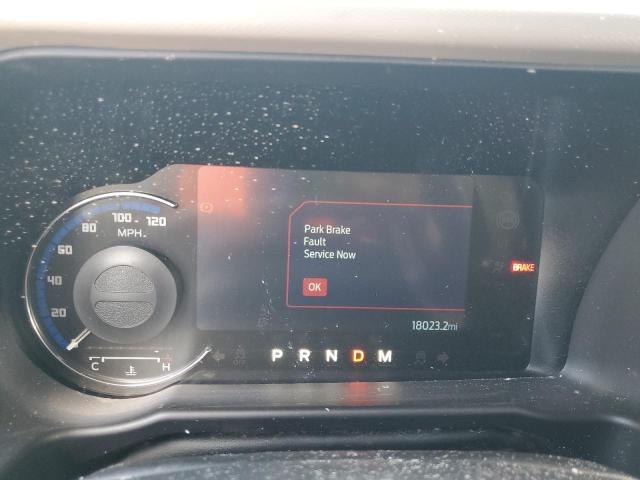 100 120
80
MPH
60
40
20
Park Brake
Fault
Service Now
OK
BRAKE
18023.2mi
C H
P R N D M